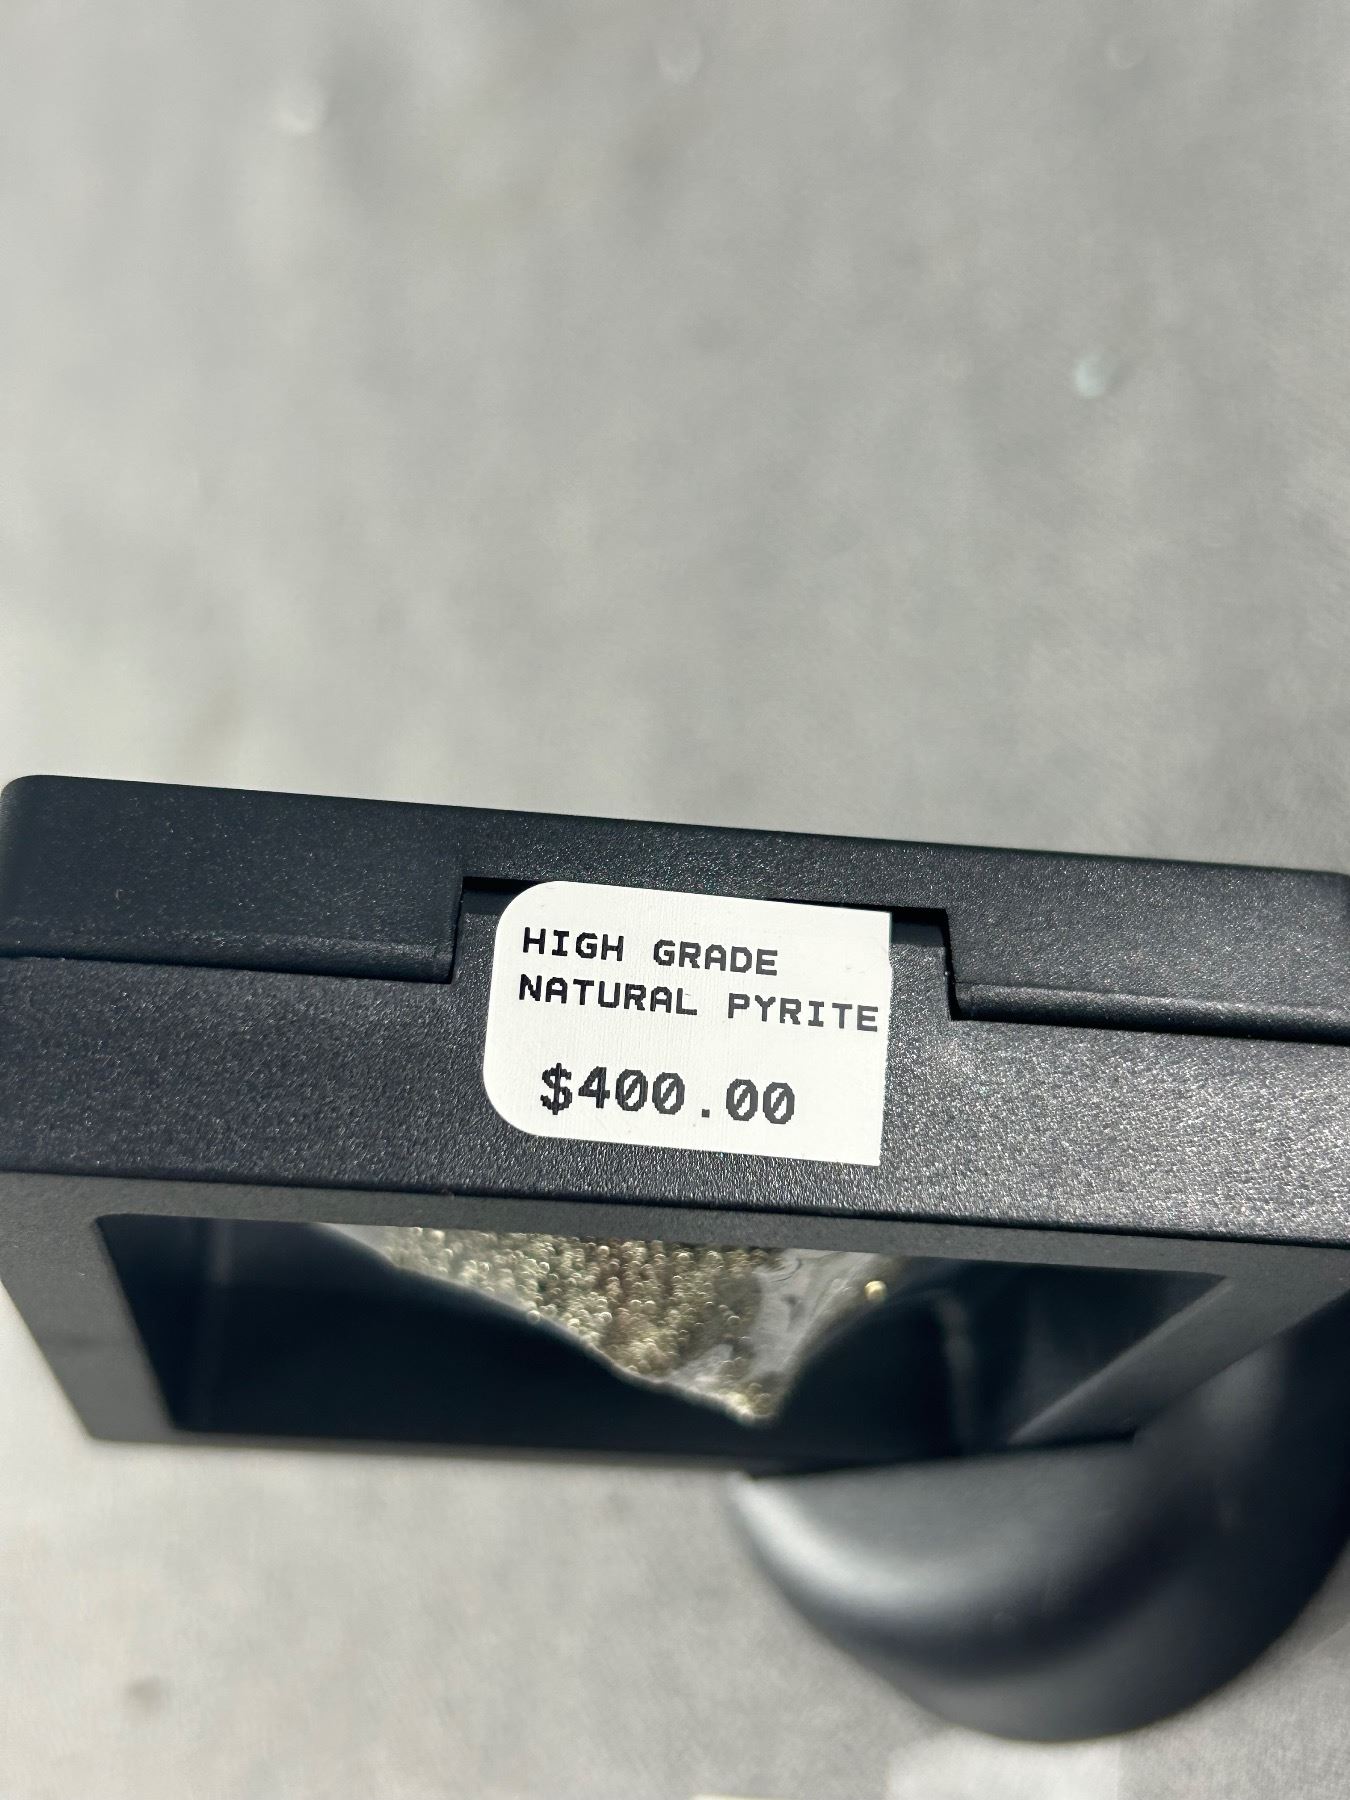 HIGH GRADE
NATURAL PYRITE
$400.00